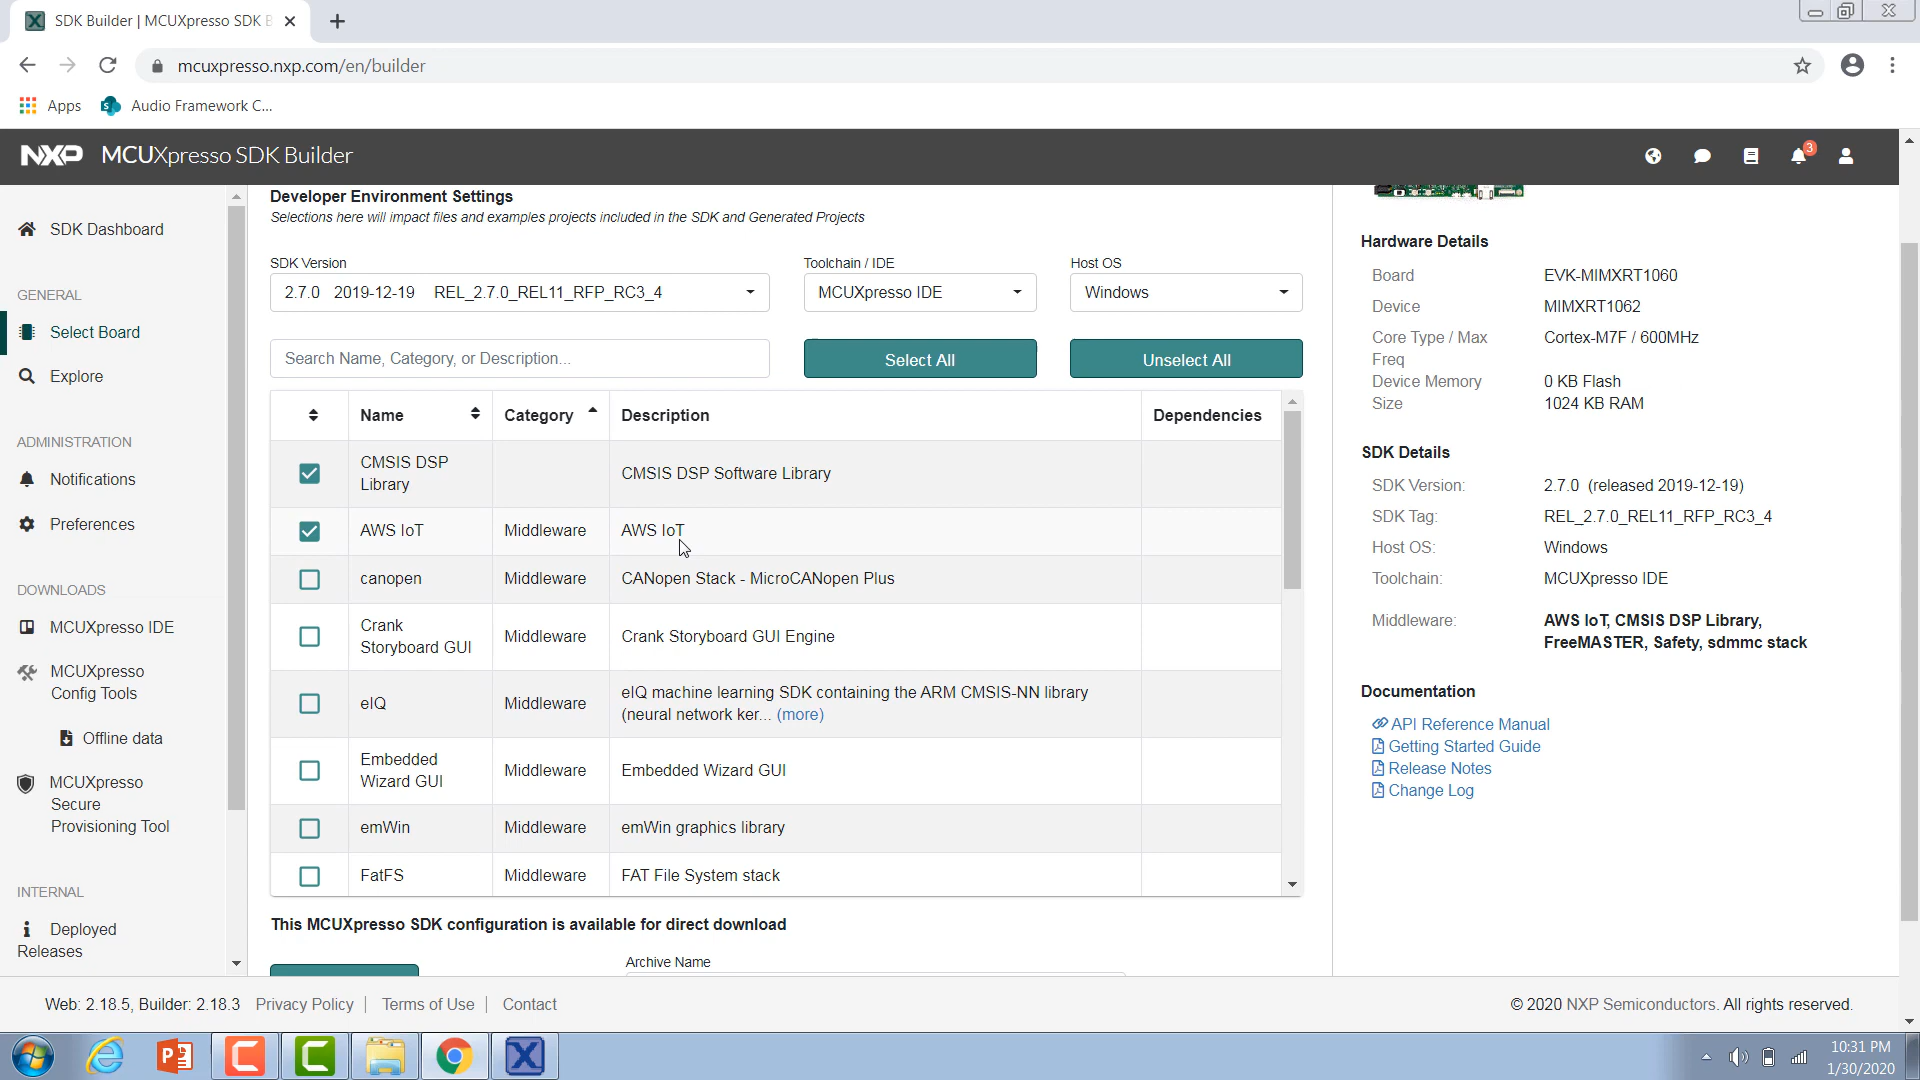 SDK Builder | MCUXpresso SDK B
mcuxpresso.nxp.com/en/builder
Apps
Audio Framework C...
NXP
MCUXpresso SDK Builder
3
SDK Dashboard
GENERAL
Select Board
Explore
ADMINISTRATION
Notifications
Preferences
DOWNLOADS
MCUXpresso IDE
MCUXpresso
Config Tools
Offline data
MCUXpresso
Secure
Provisioning Tool
INTERNAL
Deployed
Releases
Developer Environment Settings
Selections here will impact files and examples projects included in the SDK and Generated Projects
SDK Version
Toolchain / IDE
Host OS
2.7.0 2019-12-19 REL_2.7.0_REL11_RFP_RC3_4
MCUXpresso IDE
Windows
Search Name, Category, or Description...
Select All
Unselect All
Name
Category
Description
Dependencies
CMSIS DSP
Library
CMSIS DSP Software Library
AWS IoT
Middleware
AWS IoT
canopen
Middleware
CANopen Stack - MicroCANopen Plus
Crank
Storyboard GUI
Middleware
Crank Storyboard GUI Engine
eIQ
Middleware
eIQ machine learning SDK containing the ARM CMSIS-NN library
(neural network ker... (more)
Embedded
Wizard GUI
Middleware
Embedded Wizard GUI
emWin
Middleware
emWin graphics library
FatFS
Middleware
FAT File System stack
This MCUXpresso SDK configuration is available for direct download
Archive Name
Hardware Details
Board
EVK-MIMXRT1060
Device
MIMXRT1062
Core Type / Max
Freq
Cortex-M7F / 600MHz
Device Memory
Size
0 KB Flash
1024 KB RAM
SDK Details
SDK Version:
2.7.0 (released 2019-12-19)
SDK Tag:
REL_2.7.0_REL11_RFP_RC3_4
Host OS:
Windows
Toolchain:
MCUXpresso IDE
Middleware:
AWS IoT, CMSIS DSP Library,
FreeMASTER, Safety, sdmmc stack
Documentation
API Reference Manual
Getting Started Guide
Release Notes
Change Log
Web: 2.18.5, Builder: 2.18.3 Privacy Policy | Terms of Use | Contact
© 2020 NXP Semiconductors. All rights reserved.
10:31 PM
1/30/2020